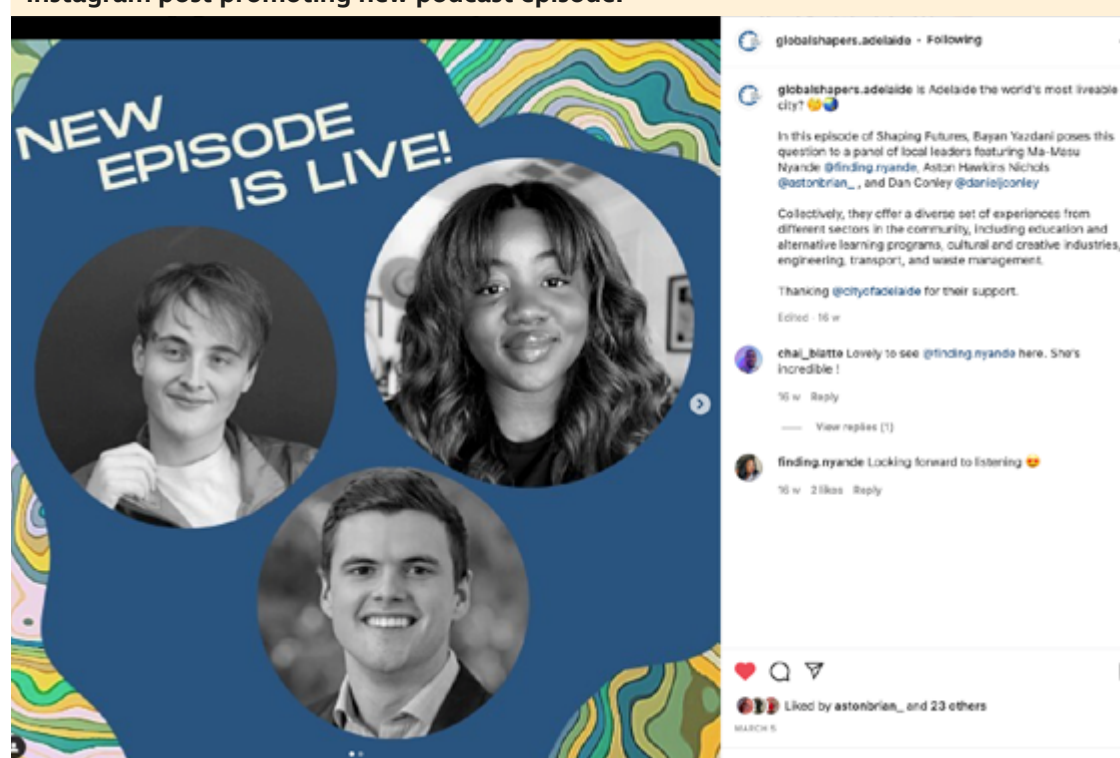 Instagram post promoting new podcast episode:
NEW
EPISODE
IS LIVE!
globalshapers.adelaide • Following
globalshapers.adelaide Is Adelaide the world's most liveable
city? 🤔🌏
In this episode of Shaping Futures, Bayan Yazdani poses this
question to a panel of local leaders featuring Ma-Masu
Nyande @finding.nyande, Aston Hawkins Nichols
@astonbrian_ , and Dan Conley @danieljconley
Collectively, they offer a diverse set of experiences from
different sectors in the community, including education and
alternative learning programs, cultural and creative industries,
engineering, transport, and waste management.
Thanking @cityofadelaide for their support.
Edited · 16 w
chai_biatte Lovely to see @finding.nyande here. She's
incredible !
16 w Reply
View replies (1)
finding.nyande Looking forward to listening 😍
16 w 2 likes Reply
Liked by astonbrian_ and 23 others
MARCH 5